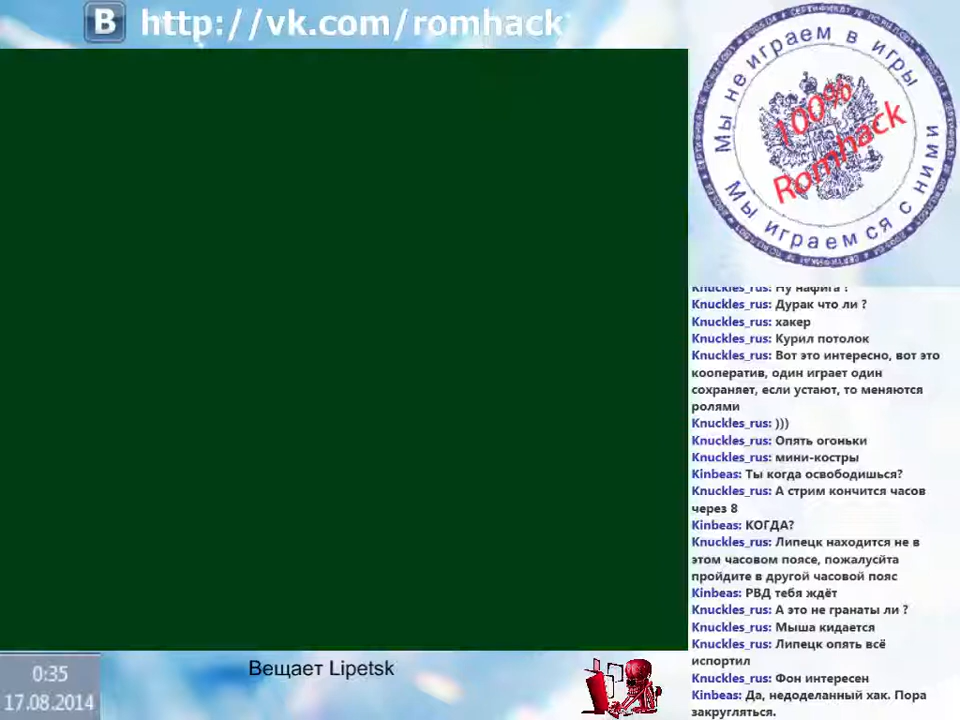 В http://vk.com/romhack
Мы не играем в игры
100%
Romhack
Мы играемся с ними
Knuckles_rus: Ну нафига ?
Knuckles_rus: Дурак что ли ?
Knuckles_rus: хакер
Knuckles_rus: Курил потолок
Knuckles_rus: Вот это интересно, вот это
кооператив, один играет один
сохраняет, если устают, то меняются
ролями
Knuckles_rus: )))
Knuckles_rus: Опять огоньки
Knuckles_rus: мини-костры
Kinbeas: Ты когда освободишься?
Knuckles_rus: А стрим кончится часов
через 8
Kinbeas: КОГДА?
Knuckles_rus: Липецк находится не в
этом часовом поясе, пожалусйта
пройдите в другой часовой пояс
Kinbeas: РВД тебя ждёт
Knuckles_rus: А это не гранаты ли ?
Knuckles_rus: Мыша кидается
Knuckles_rus: Липецк опять всё
испортил
Knuckles_rus: Фон интересен
Kinbeas: Да, недоделанный хак. Пора
закругляться.
Вещает Lipetsk
0:35
17.08.2014